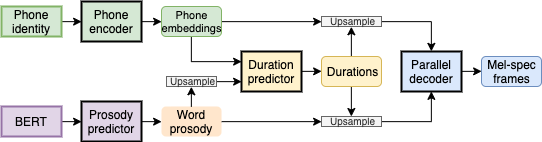 Phone
identity
Phone
encoder
Phone
embeddings
Upsample
Duration
predictor
Durations
Parallel
decoder
Mel-spec
frames
Upsample
BERT
Prosody
predictor
Word
prosody
Upsample